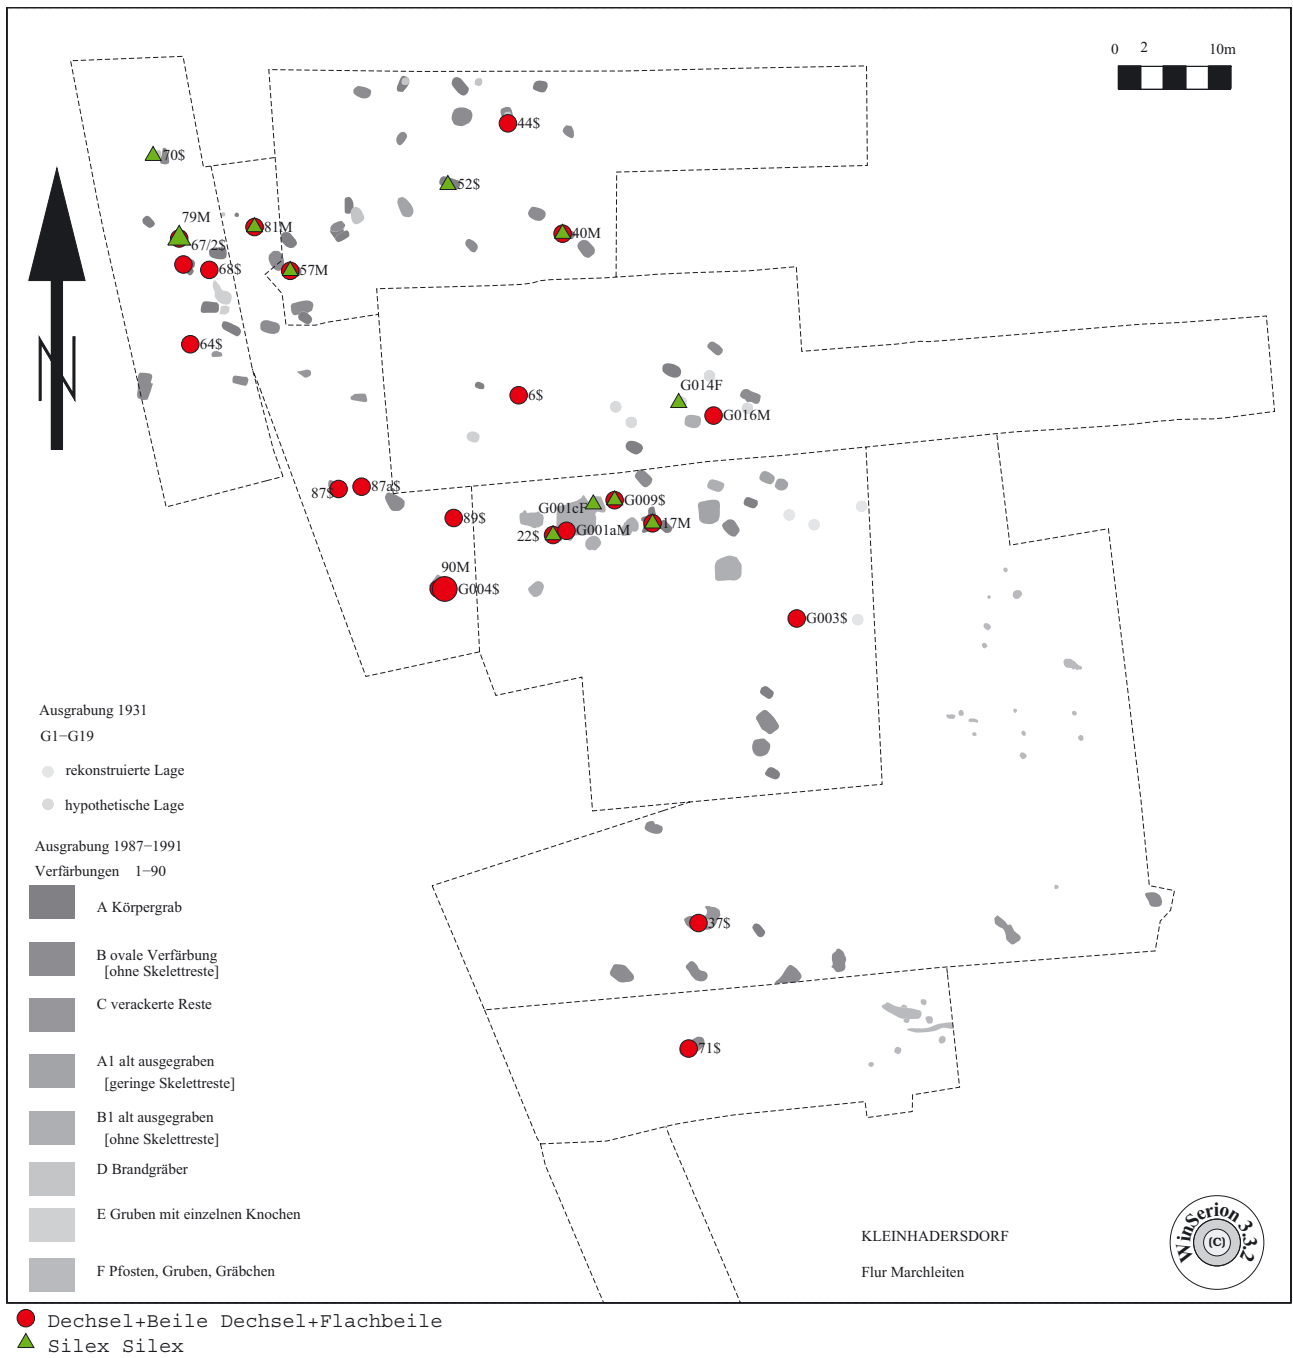 0 2 10m
44$
70$
52$
79M
81M
40M
67/2$
68$
57M
64$
G014F
6$
G016M
87$
87a$
G009$
G001cF
89$
17M
22$
G001aM
90M
G004$
G003$
N
Ausgrabung 1931
G1−G19
rekonstruierte Lage
hypothetische Lage
Ausgrabung 1987−1991
Verfärbungen 1−90
A Körpergrab
B ovale Verfärbung
[ohne Skelettreste]
C verackerte Reste
A1 alt ausgegraben
[geringe Skelettreste]
B1 alt ausgegraben
[ohne Skelettreste]
D Brandgräber
E Gruben mit einzelnen Knochen
F Pfosten, Gruben, Gräbchen
37$
71$
KLEINHADERSDORF
Flur Marchleiten
WinSerion 3.3.2
(C)
Dechsel+Beile Dechsel+Flachbeile
Silex Silex